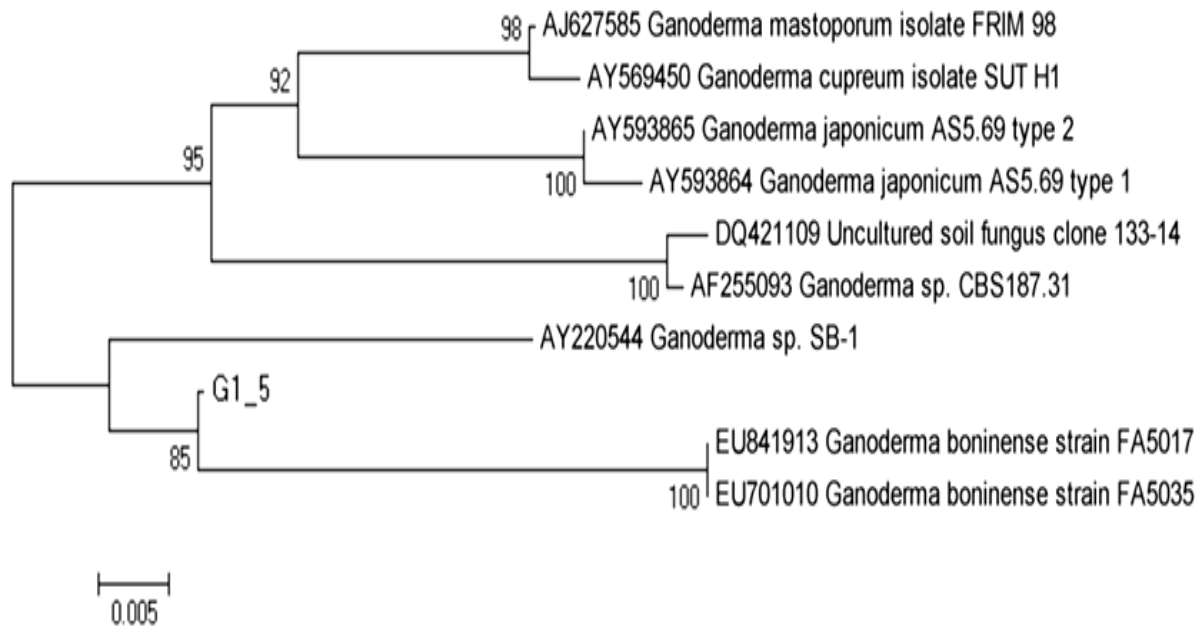 98 AJ627585 Ganoderma mastoporum isolate FRIM 98
92 AY569450 Ganoderma cupreum isolate SUT H1
AY593865 Ganoderma japonicum AS5.69 type 2
95
100 AY593864 Ganoderma japonicum AS5.69 type 1
DQ421109 Uncultured soil fungus clone 133-14
100 AF255093 Ganoderma sp. CBS187.31
AY220544 Ganoderma sp. SB-1
G1_5
85 EU841913 Ganoderma boninense strain FA5017
100 EU701010 Ganoderma boninense strain FA5035
0.005